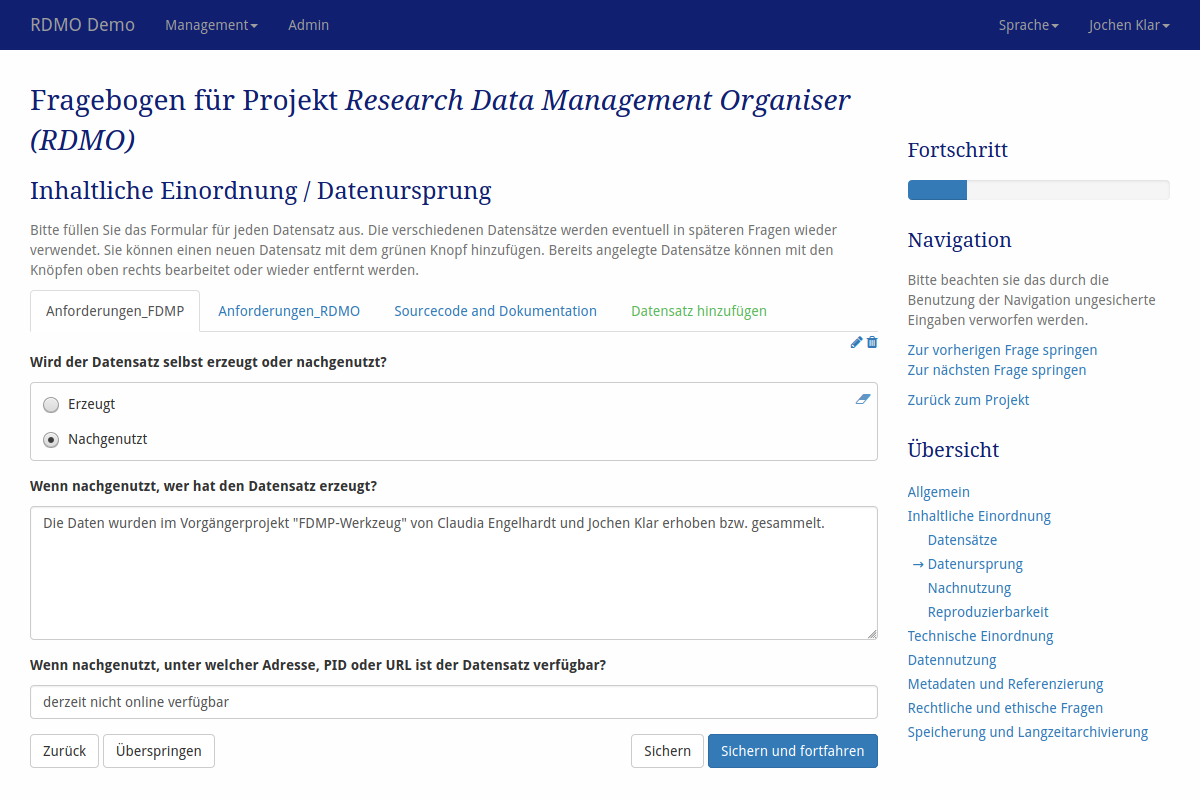 RDMO Demo Management Admin Sprache Jochen Klar
Fragebogen für Projekt Research Data Management Organiser
(RDMO)
Inhaltliche Einordnung / Datenursprung
Bitte füllen Sie das Formular für jeden Datensatz aus. Die verschiedenen Datensätze werden eventuell in späteren Fragen wieder
verwendet. Sie können einen neuen Datensatz mit dem grünen Knopf hinzufügen. Bereits angelegte Datensätze können mit den
Knöpfen oben rechts bearbeitet oder wieder entfernt werden.
Anforderungen_FDMP Anforderungen_RDMO Sourcecode and Dokumentation Datensatz hinzufügen
Wird der Datensatz selbst erzeugt oder nachgenutzt?
Erzeugt
Nachgenutzt
Wenn nachgenutzt, wer hat den Datensatz erzeugt?
Die Daten wurden im Vorgängerprojekt "FDMP-Werkzeug" von Claudia Engelhardt und Jochen Klar erhoben bzw. gesammelt.
Wenn nachgenutzt, unter welcher Adresse, PID oder URL ist der Datensatz verfügbar?
derzeit nicht online verfügbar
Zurück Überspringen Sichern Sichern und fortfahren
Fortschritt
Navigation
Bitte beachten sie das durch die
Benutzung der Navigation ungesicherte
Eingaben verworfen werden.
Zur vorherigen Frage springen
Zur nächsten Frage springen
Zurück zum Projekt
Übersicht
Allgemein
Inhaltliche Einordnung
Datensätze
→ Datenursprung
Nachnutzung
Reproduzierbarkeit
Technische Einordnung
Datennutzung
Metadaten und Referenzierung
Rechtliche und ethische Fragen
Speicherung und Langzeitarchivierung